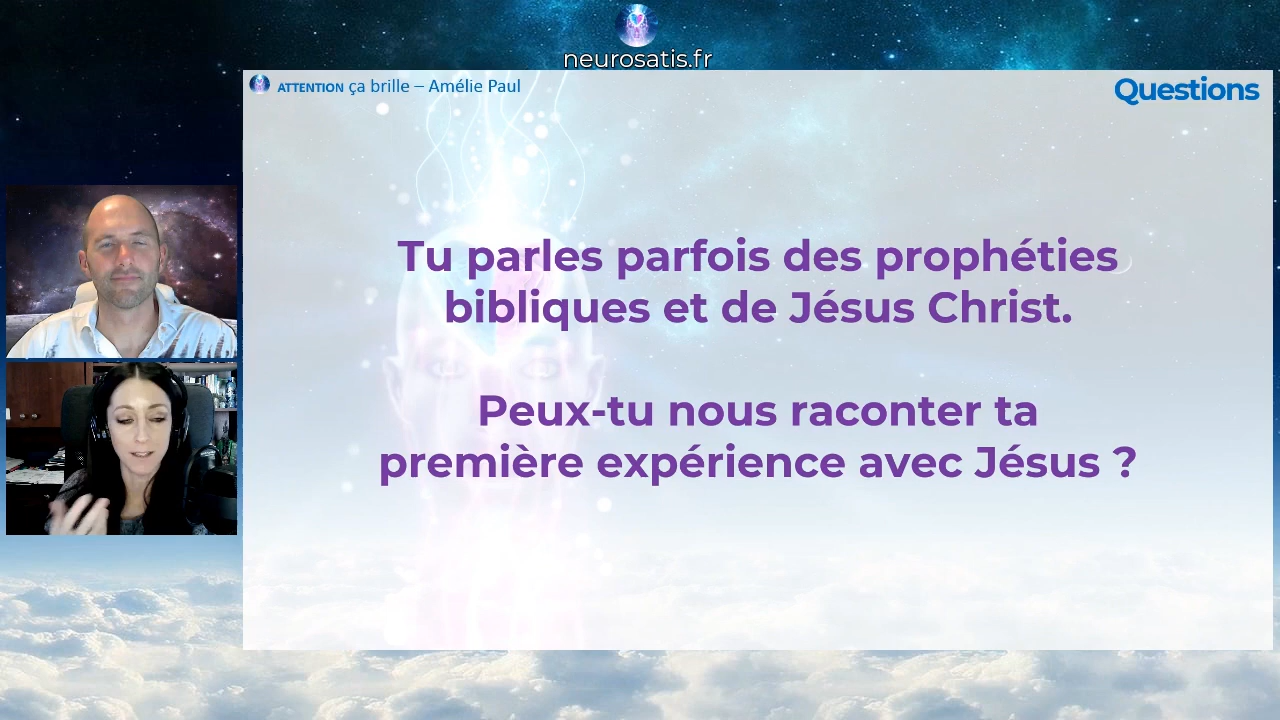 neurosatis.fr
ATTENTION ça brille – Amélie Paul
Questions
Tu parles parfois des prophéties
bibliques et de Jésus Christ.
Peux-tu nous raconter ta
première expérience avec Jésus ?